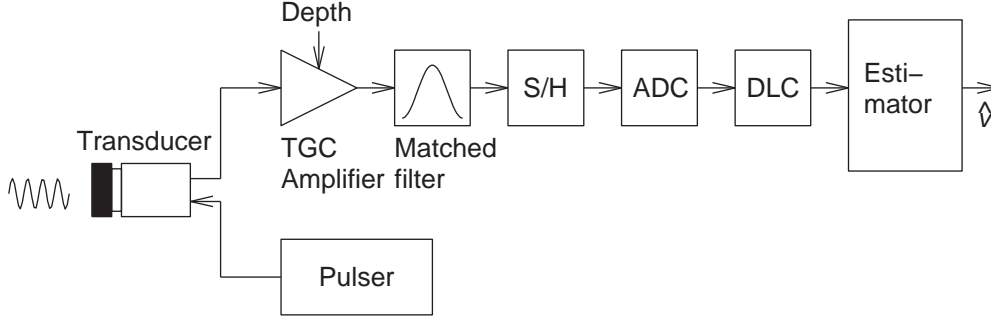 Depth
S/H
ADC
DLC
Esti–
mator
v̂
Transducer
TGC
Amplifier
Matched
filter
Pulser